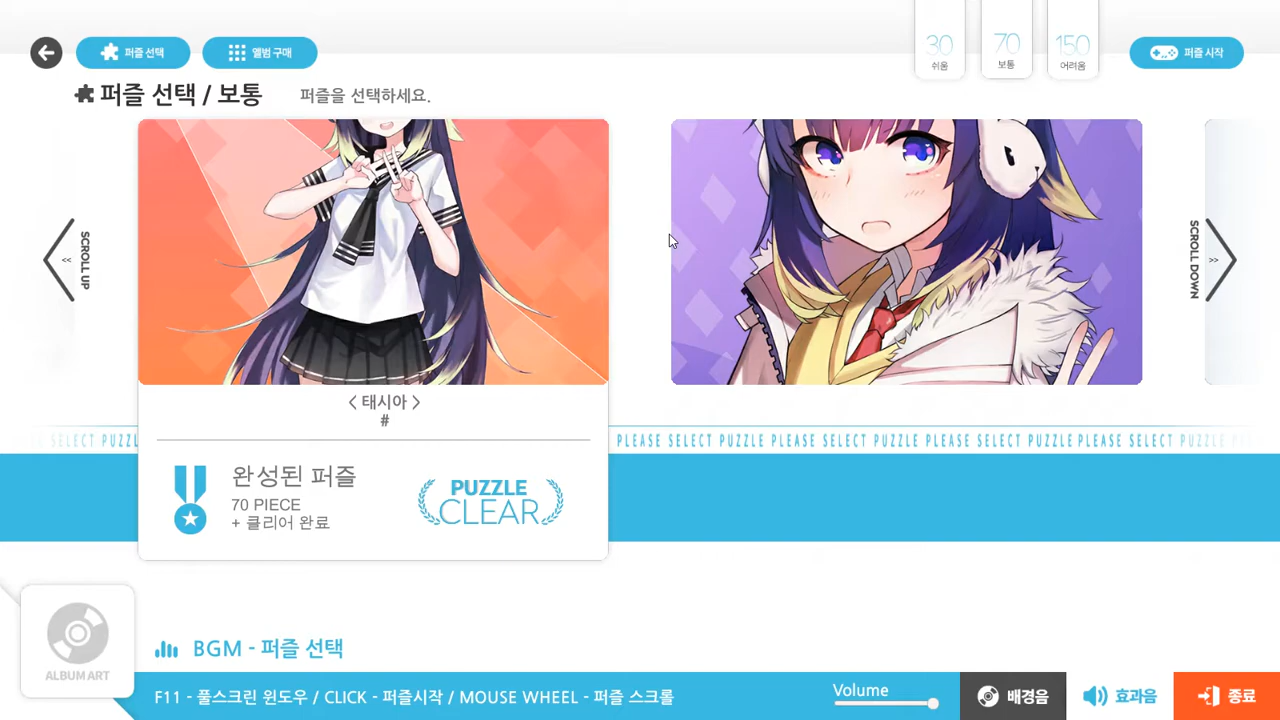 퍼즐 선택
앨범 구매
30
쉬움
70
보통
150
어려움
퍼즐 시작
퍼즐 선택 / 보통
퍼즐을 선택하세요.
<<
SCROLL UP
SCROLL DOWN
>>
< 태시아 >
#
SELECT PUZZL
PLEASE SELECT PUZZLE PLEASE SELECT PUZZLE PLEASE SELECT PUZZLE PLEASE SELECT PUZZLE
완성된 퍼즐
70 PIECE
+ 클리어 완료
PUZZLE
CLEAR
ALBUM ART
BGM - 퍼즐 선택
F11 - 풀스크린 윈도우 / CLICK - 퍼즐시작 / MOUSE WHEEL - 퍼즐 스크롤
Volume
배경음
효과음
종료